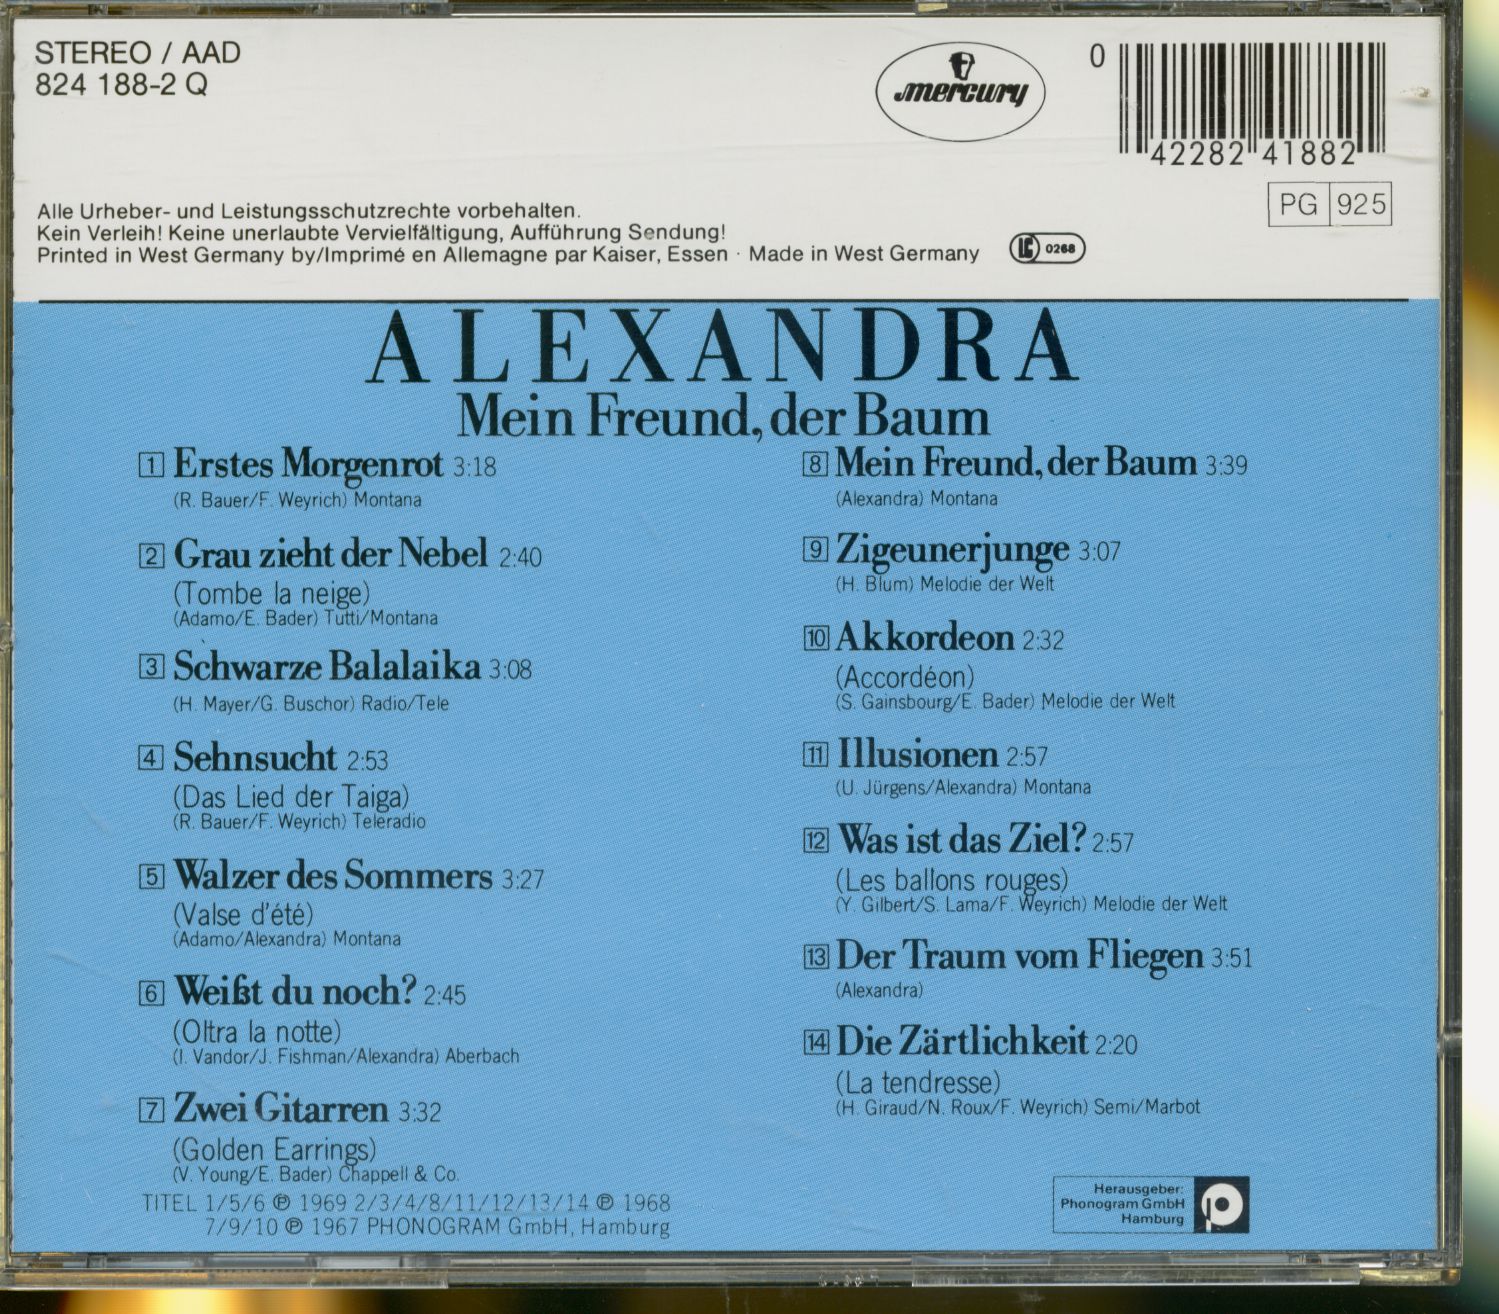 STEREO / AAD
824 188-2 Q
mercury
0
42282 41882
PG 925
Alle Urheber- und Leistungsschutzrechte vorbehalten.
Kein Verleih! Keine unerlaubte Vervielfältigung, Aufführung Sendung!
Printed in West Germany by/Imprimé en Allemagne par Kaiser, Essen · Made in West Germany
LC 0268
ALEXANDRA
Mein Freund, der Baum
1 Erstes Morgenrot 3:18
(R. Bauer/F. Weyrich) Montana
2 Grau zieht der Nebel 2:40
(Tombe la neige)
(Adamo/E. Bader) Tutti/Montana
3 Schwarze Balalaika 3:08
(H. Mayer/G. Buschor) Radio/Tele
4 Sehnsucht 2:53
(Das Lied der Taiga)
(R. Bauer/F. Weyrich) Teleradio
5 Walzer des Sommers 3:27
(Valse d'été)
(Adamo/Alexandra) Montana
6 Weißt du noch? 2:45
(Oltra la notte)
(I. Vandor/J. Fishman/Alexandra) Aberbach
7 Zwei Gitarren 3:32
(Golden Earrings)
(V. Young/E. Bader) Chappell & Co.
8 Mein Freund, der Baum 3:39
(Alexandra) Montana
9 Zigeunerjunge 3:07
(H. Blum) Melodie der Welt
10 Akkordeon 2:32
(Accordéon)
(S. Gainsbourg/E. Bader) Melodie der Welt
11 Illusionen 2:57
(U. Jürgens/Alexandra) Montana
12 Was ist das Ziel? 2:57
(Les ballons rouges)
(Y. Gilbert/S. Lama/F. Weyrich) Melodie der Welt
13 Der Traum vom Fliegen 3:51
(Alexandra)
14 Die Zärtlichkeit 2:20
(La tendresse)
(H. Giraud/N. Roux/F. Weyrich) Semi/Marbot
TITEL 1/5/6 ℗ 1969 2/3/4/8/11/12/13/14 ℗ 1968
7/9/10 ℗ 1967 PHONOGRAM GmbH, Hamburg
Herausgeber:
Phonogram GmbH
Hamburg